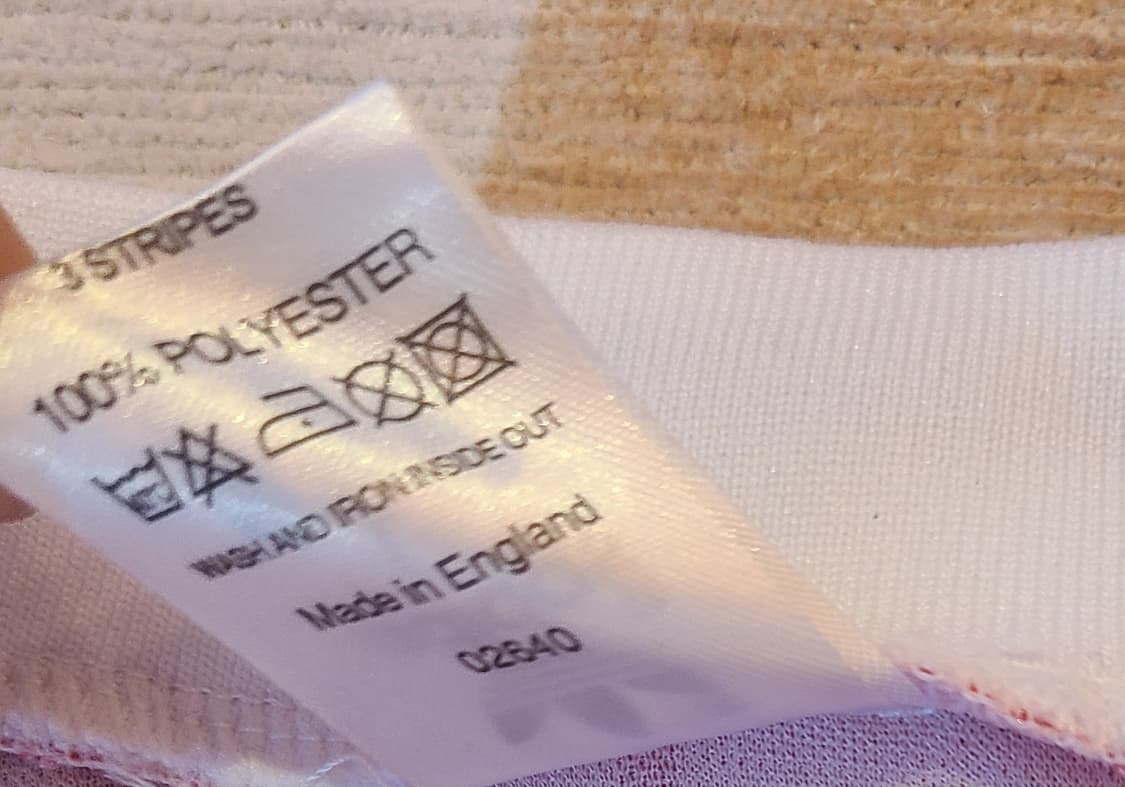 3 STRIPES
100% POLYESTER
WASH AND IRON INSIDE OUT
Made in England
02640